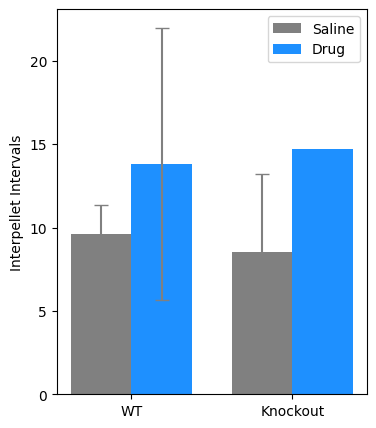 Saline
Drug
Interpellet Intervals
20
15
10
5
0
WT
Knockout